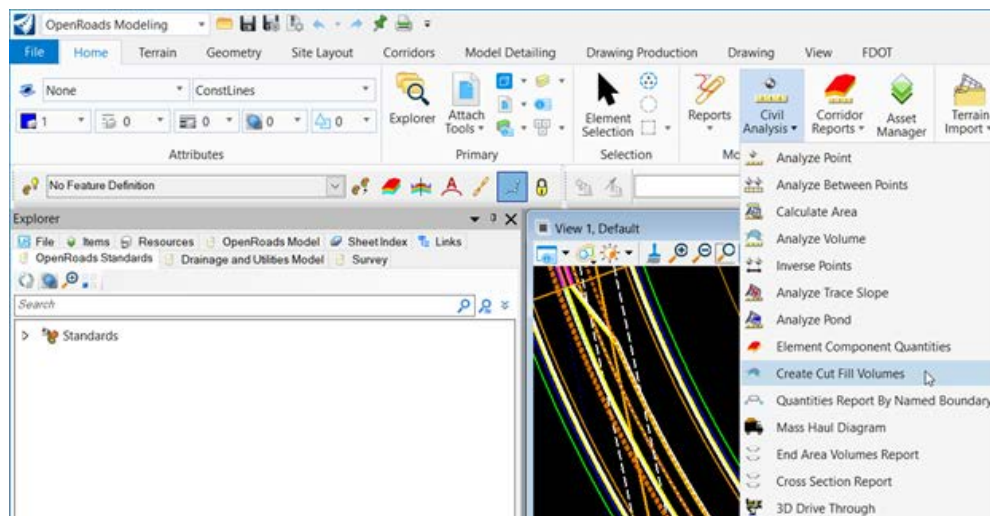 OpenRoads Modeling
File Home Terrain Geometry Site Layout Corridors Model Detailing Drawing Production Drawing View FDOT
None ConstLines
1 0 0 0 0
Explorer
Attach Tools
Element Selection
Reports
Civil Analysis
Corridor Reports
Asset Manager
Terrain Import
Attributes Primary Selection
No Feature Definition
Explorer
File Items Resources OpenRoads Model Sheet Index Links
OpenRoads Standards Drainage and Utilities Model Survey
Search
Standards
View 1, Default
Analyze Point
Analyze Between Points
Calculate Area
Analyze Volume
Inverse Points
Analyze Trace Slope
Analyze Pond
Element Component Quantities
Create Cut Fill Volumes
Quantities Report By Named Boundary
Mass Haul Diagram
End Area Volumes Report
Cross Section Report
3D Drive Through